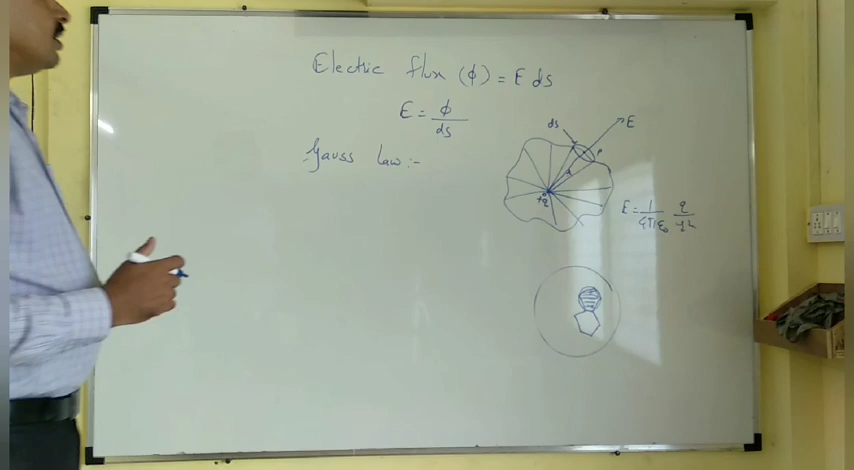 Electric flux (ϕ) = E ds
E = ϕ/ds
Gauss Law :-
ds
E
P
r
+q
E = 1/4πε₀ q/r²